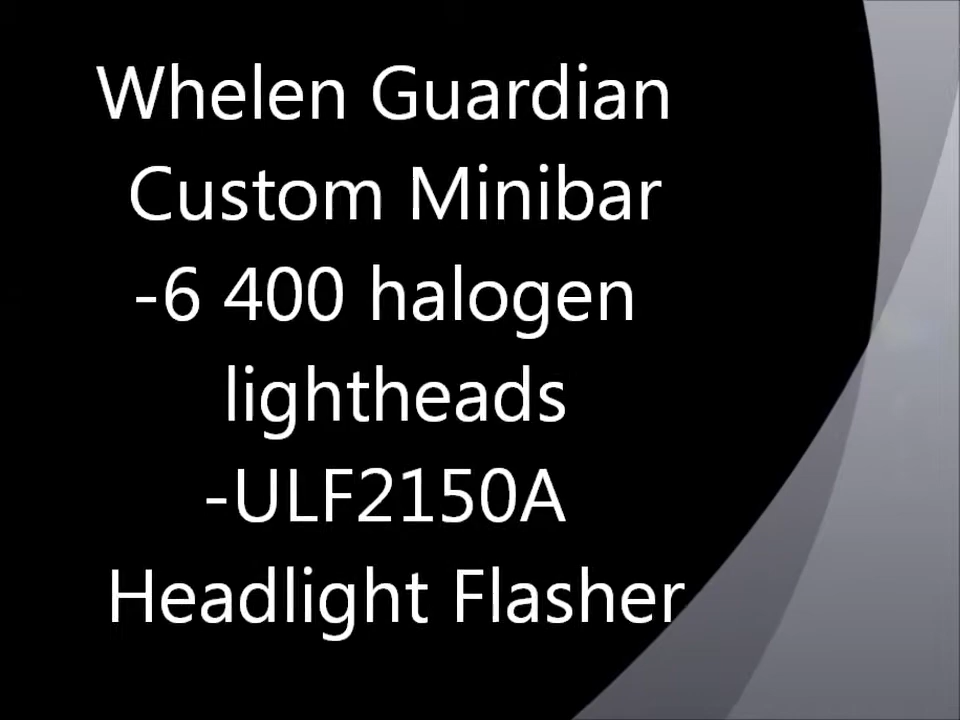 Whelen Guardian
Custom Minibar
-6 400 halogen
lightheads
-ULF2150A
Headlight Flasher